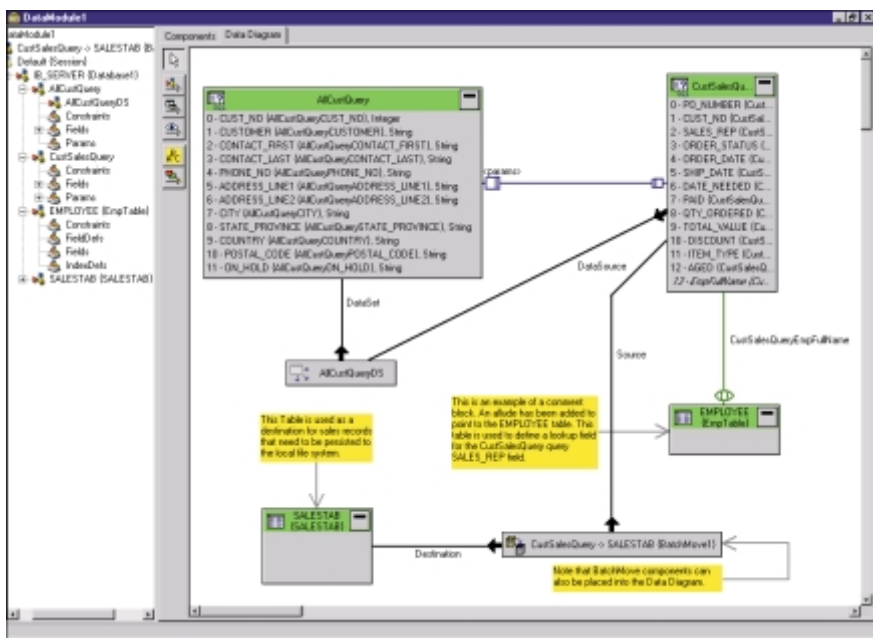 DataModule1
ataModule1
CustSalesQuery -> SALESTAB (B
Default (Session)
IB_SERVER (Database1)
AllCustQuery
AllCustQueryDS
Constraints
Fields
Params
CustSalesQuery
Constraints
Fields
Params
EMPLOYEE (EmpTable)
Constraints
FieldDefs
Fields
IndexDefs
SALESTAB (SALESTAB)
Components Data Diagram
AllCustQuery
0 - CUST_NO (AllCustQueryCUST_NO), Integer
1 - CUSTOMER (AllCustQueryCUSTOMER), String
2 - CONTACT_FIRST (AllCustQueryCONTACT_FIRST), String
3 - CONTACT_LAST (AllCustQueryCONTACT_LAST), String
4 - PHONE_NO (AllCustQueryPHONE_NO), String
5 - ADDRESS_LINE1 (AllCustQueryADDRESS_LINE1), String
6 - ADDRESS_LINE2 (AllCustQueryADDRESS_LINE2), String
7 - CITY (AllCustQueryCITY), String
8 - STATE_PROVINCE (AllCustQuerySTATE_PROVINCE), String
9 - COUNTRY (AllCustQueryCOUNTRY), String
10 - POSTAL_CODE (AllCustQueryPOSTAL_CODE), String
11 - ON_HOLD (AllCustQueryON_HOLD), String
<params>
CustSalesQu...
0 - PO_NUMBER (Cust...
1 - CUST_NO (CustSal...
2 - SALES_REP (CustS...
3 - ORDER_STATUS (...
4 - ORDER_DATE (Cu...
5 - SHIP_DATE (CustS...
6 - DATE_NEEDED (C...
7 - PAID (CustSalesQu...
8 - QTY_ORDERED (C...
9 - TOTAL_VALUE (Cu...
10 - DISCOUNT (CustS...
11 - ITEM_TYPE (Cust...
12 - AGED (CustSalesQ...
12 - EmpFullName (Cu...
DataSource
DataSet
AllCustQueryDS
Source
CustSalesQueryEmpFullName
This is an example of a comment
block. An allude has been added to
point to the EMPLOYEE table. This
table is used to define a lookup field
for the CustSalesQuery query
SALES_REP field.
EMPLOYEE
(EmpTable)
This Table is used as a
destination for sales records
that need to be persisted to
the local file system.
SALESTAB
(SALESTAB)
Destination
CustSalesQuery -> SALESTAB (BatchMove1)
Note that BatchMove components can
also be placed into the Data Diagram.